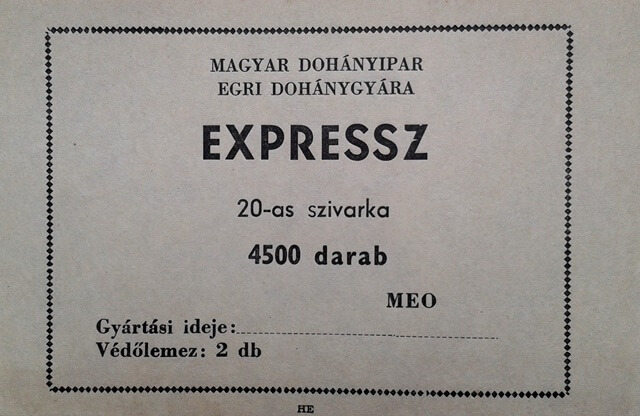 MAGYAR DOHÁNYIPAR
EGRI DOHÁNYGYÁRA
EXPRESSZ
20-as szivarka
4500 darab
MEO
Gyártási ideje:
Védőlemez: 2 db
HE